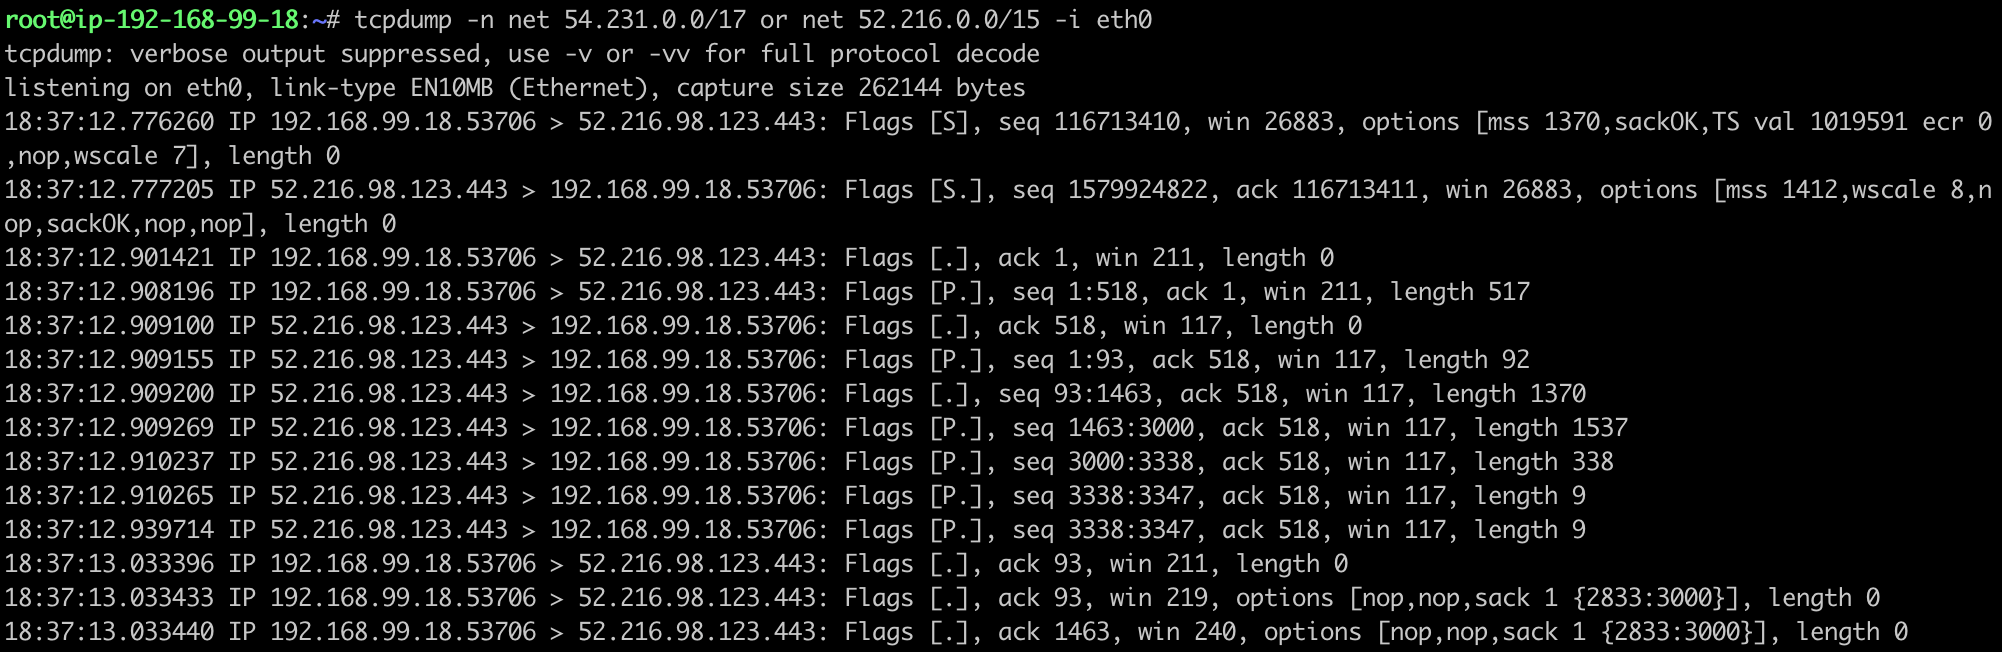 root@ip-192-168-99-18:~# tcpdump -n net 54.231.0.0/17 or net 52.216.0.0/15 -i eth0
tcpdump: verbose output suppressed, use -v or -vv for full protocol decode
listening on eth0, link-type EN10MB (Ethernet), capture size 262144 bytes
18:37:12.776260 IP 192.168.99.18.53706 > 52.216.98.123.443: Flags [S], seq 116713410, win 26883, options [mss 1370,sackOK,TS val 1019591 ecr 0
,nop,wscale 7], length 0
18:37:12.777205 IP 52.216.98.123.443 > 192.168.99.18.53706: Flags [S.], seq 1579924822, ack 116713411, win 26883, options [mss 1412,wscale 8,n
op,sackOK,nop,nop], length 0
18:37:12.901421 IP 192.168.99.18.53706 > 52.216.98.123.443: Flags [.], ack 1, win 211, length 0
18:37:12.908196 IP 192.168.99.18.53706 > 52.216.98.123.443: Flags [P.], seq 1:518, ack 1, win 211, length 517
18:37:12.909100 IP 52.216.98.123.443 > 192.168.99.18.53706: Flags [.], ack 518, win 117, length 0
18:37:12.909155 IP 52.216.98.123.443 > 192.168.99.18.53706: Flags [P.], seq 1:93, ack 518, win 117, length 92
18:37:12.909200 IP 52.216.98.123.443 > 192.168.99.18.53706: Flags [.], seq 93:1463, ack 518, win 117, length 1370
18:37:12.909269 IP 52.216.98.123.443 > 192.168.99.18.53706: Flags [P.], seq 1463:3000, ack 518, win 117, length 1537
18:37:12.910237 IP 52.216.98.123.443 > 192.168.99.18.53706: Flags [P.], seq 3000:3338, ack 518, win 117, length 338
18:37:12.910265 IP 52.216.98.123.443 > 192.168.99.18.53706: Flags [P.], seq 3338:3347, ack 518, win 117, length 9
18:37:12.939714 IP 52.216.98.123.443 > 192.168.99.18.53706: Flags [P.], seq 3338:3347, ack 518, win 117, length 9
18:37:13.033396 IP 192.168.99.18.53706 > 52.216.98.123.443: Flags [.], ack 93, win 211, length 0
18:37:13.033433 IP 192.168.99.18.53706 > 52.216.98.123.443: Flags [.], ack 93, win 219, options [nop,nop,sack 1 {2833:3000}], length 0
18:37:13.033440 IP 192.168.99.18.53706 > 52.216.98.123.443: Flags [.], ack 1463, win 240, options [nop,nop,sack 1 {2833:3000}], length 0